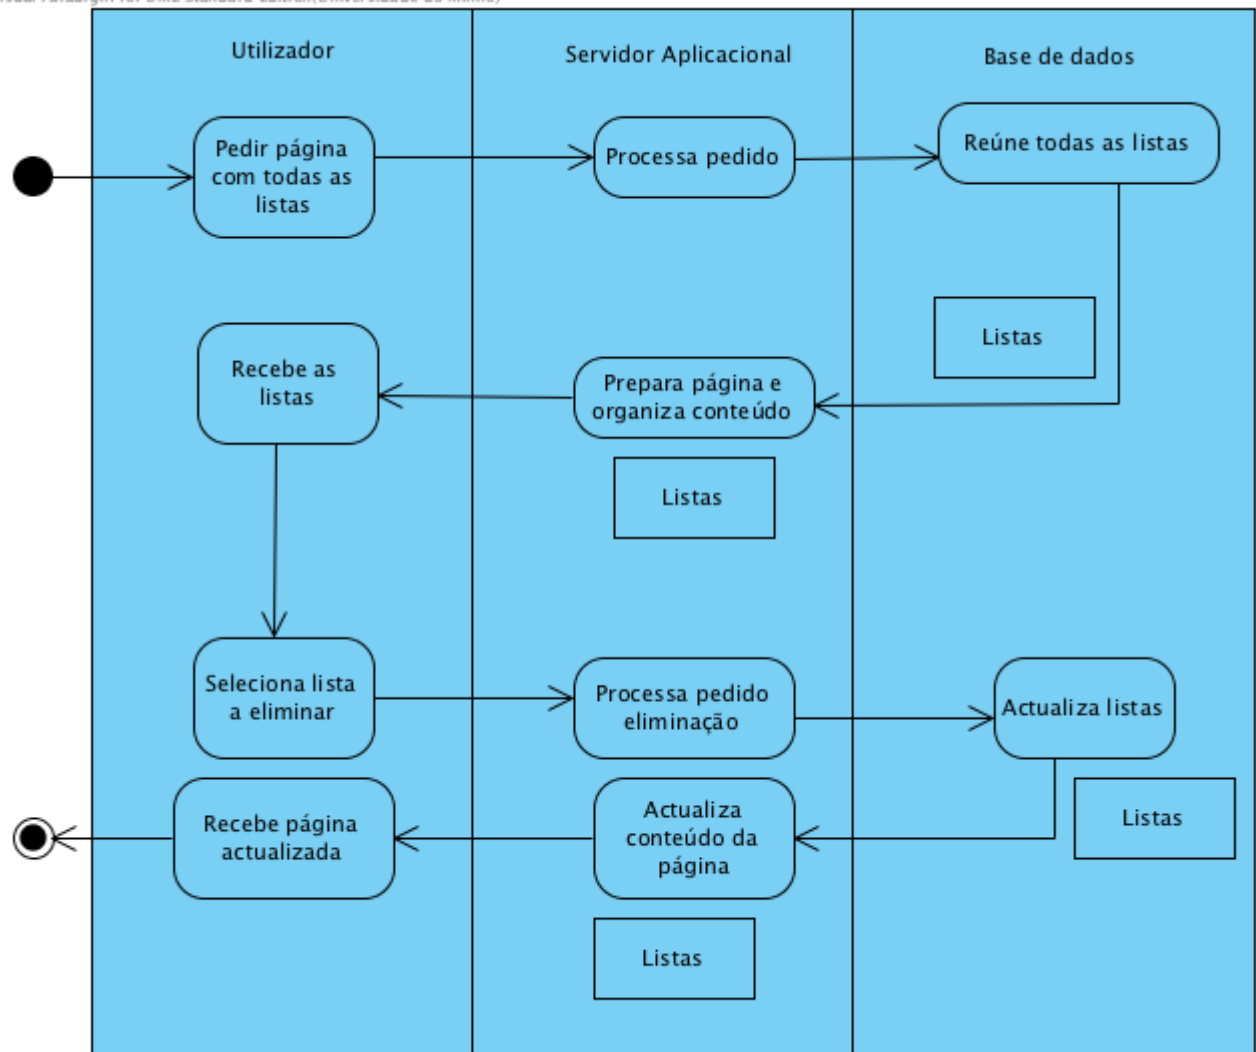 Utilizador
Servidor Aplicacional
Base de dados
Pedir página
com todas as
listas
Processa pedido
Reúne todas as listas
Listas
Recebe as
listas
Prepara página e
organiza conteúdo
Listas
Seleciona lista
a eliminar
Processa pedido
eliminação
Actualiza listas
Recebe página
actualizada
Actualiza
conteúdo da
página
Listas
Listas